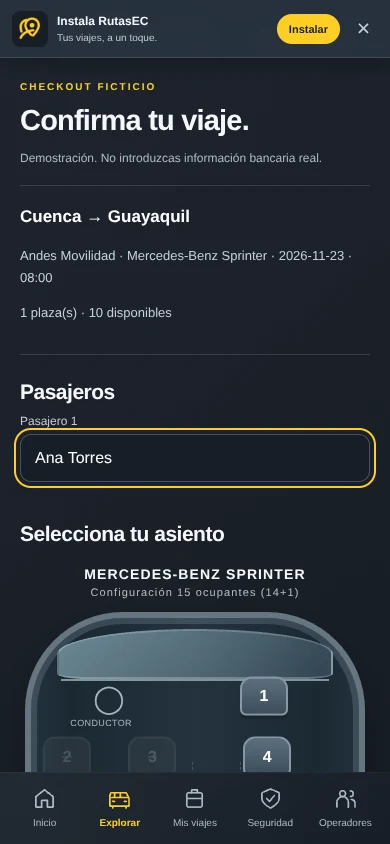 Instala RutasEC
Tus viajes, a un toque.
Instalar
CHECKOUT FICTICIO
Confirma tu viaje.
Demostración. No introduzcas información bancaria real.
Cuenca → Guayaquil
Andes Movilidad · Mercedes-Benz Sprinter · 2026-11-23 ·
08:00
1 plaza(s) · 10 disponibles
Pasajeros
Pasajero 1
Ana Torres
Selecciona tu asiento
MERCEDES-BENZ SPRINTER
Configuración 15 ocupantes (14+1)
1
CONDUCTOR
2 3 4
Inicio Explorar Mis viajes Seguridad Operadores